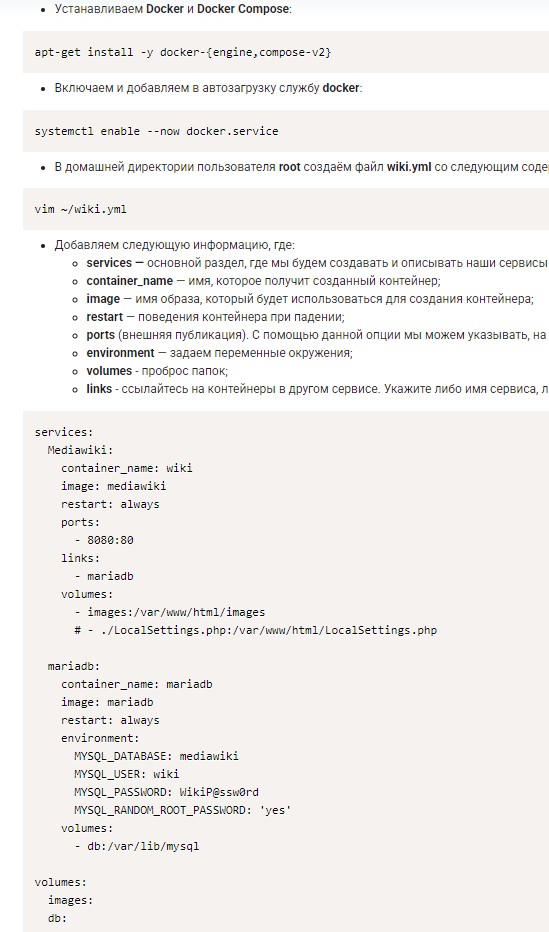 • Устанавливаем Docker и Docker Compose:
apt-get install -y docker-{engine,compose-v2}
• Включаем и добавляем в автозагрузку службу docker:
systemctl enable --now docker.service
• В домашней директории пользователя root создаём файл wiki.yml со следующим соде
vim ~/wiki.yml
• Добавляем следующую информацию, где:
services — основной раздел, где мы будем создавать и описывать наши сервисы
container_name — имя, которое получит созданный контейнер;
image — имя образа, который будет использоваться для создания контейнера;
restart — поведения контейнера при падении;
ports (внешняя публикация). С помощью данной опции мы можем указывать, на
environment — задаем переменные окружения;
volumes - проброс папок;
links - ссылайтесь на контейнеры в другом сервисе. Укажите либо имя сервиса, л
services:
  Mediawiki:
    container_name: wiki
    image: mediawiki
    restart: always
    ports:
      - 8080:80
    links:
      - mariadb
    volumes:
      - images:/var/www/html/images
      # - ./LocalSettings.php:/var/www/html/LocalSettings.php
  mariadb:
    container_name: mariadb
    image: mariadb
    restart: always
    environment:
      MYSQL_DATABASE: mediawiki
      MYSQL_USER: wiki
      MYSQL_PASSWORD: WikiP@ssw0rd
      MYSQL_RANDOM_ROOT_PASSWORD: 'yes'
    volumes:
      - db:/var/lib/mysql
volumes:
  images:
  db: